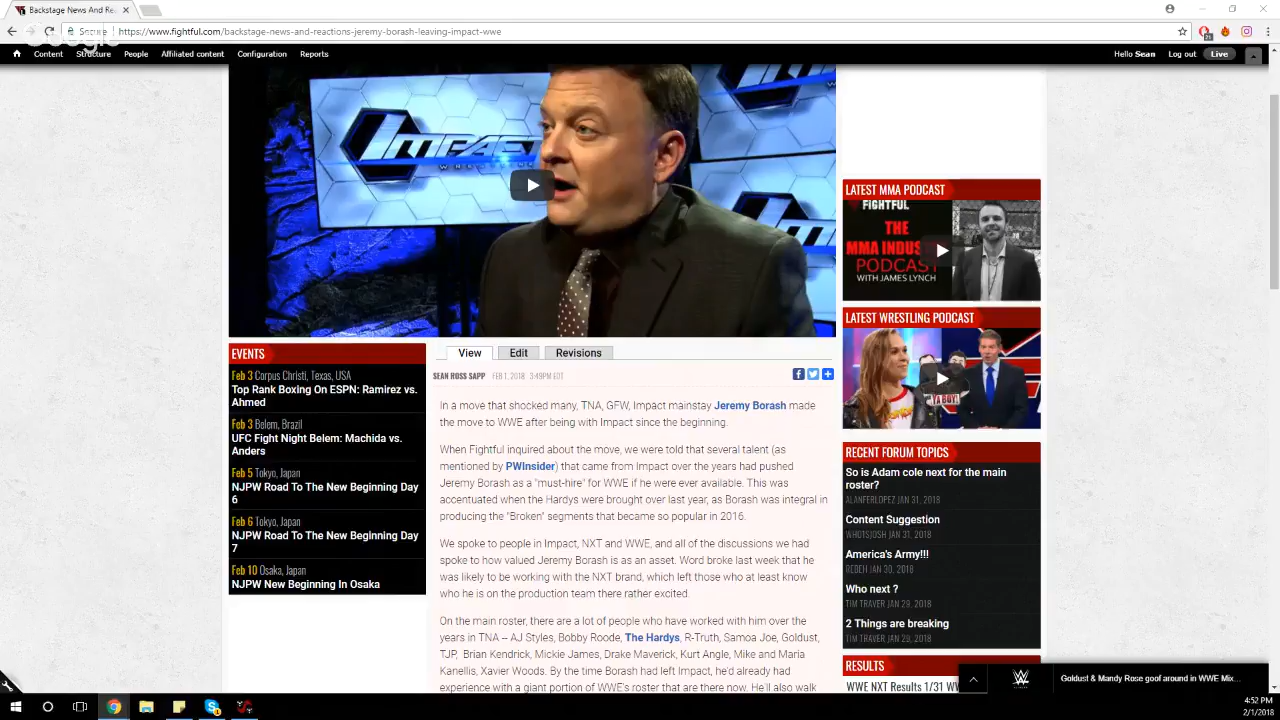 Backstage News And Re
Secure
https://www.fightful.com/backstage-news-and-reactions-jeremy-borash-leaving-impact-wwe
Google
Content Structure People Affiliated content Configuration Reports
Hello Sean Log out Live
IMPACT
LATEST MMA PODCAST
FIGHTFUL
THE
MMA INDUS
PODCAST
WITH JAMES LYNCH
LATEST WRESTLING PODCAST
YA BOY!
EVENTS
Feb 3 Corpus Christi, Texas, USA
Top Rank Boxing On ESPN: Ramirez vs.
Ahmed
Feb 3 Belem, Brazil
UFC Fight Night Belem: Machida vs.
Anders
Feb 5 Tokyo, Japan
NJPW Road To The New Beginning Day
6
Feb 6 Tokyo, Japan
NJPW Road To The New Beginning Day
7
Feb 10 Osaka, Japan
NJPW New Beginning In Osaka
View Edit Revisions
SEAN ROSS SAPP FEB 1, 2018 3:49PM EDT
In a move that shocked many, TNA, GFW, Impact mainstay Jeremy Borash made
the move to WWE after being with Impact since the beginning.
When Fightful inquired about the move, we were told that several talent (as
mentioned by PWInsider) that came from Impact over the years had pushed
Jeremy Borash as a "must-hire" for WWE if he were ever available. This was
accentuated when the Hardys were brought over last year, as Borash was integral in
producing the "Broken" segments that became so popular in 2016.
We spoke to people in Impact, NXT and WWE, and all of the discussions we had
spoke to how valued Jeremy Borash is as an asset. Word broke last week that he
was likely to be working with the NXT brand, which left those who at least know
who he is on the production team there rather excited.
On the main roster, there are a lot of people who have worked with him over the
years in TNA -- AJ Styles, Bobby Roode, The Hardys, R-Truth, Samoa Joe, Goldust,
TJP, Brian Kendrick, Mickie James, Drake Maverick, Kurt Angle, Mike and Maria
Kanellis, Xavier Woods. By the time Borash had left Impact, he'd already had
experience with a giant portion of WWE's roster that are there now. He'll also walk
RECENT FORUM TOPICS
So is Adam cole next for the main
roster?
ALANFERLOPEZ JAN 31, 2018
Content Suggestion
WHO1SJOSH JAN 31, 2018
America's Army!!!
REDEH JAN 30, 2018
Who next ?
TIM TRAVER JAN 29, 2018
2 Things are breaking
TIM TRAVER JAN 29, 2018
RESULTS
WWE NXT Results 1/31 WW
Goldust & Mandy Rose goof around in WWE Mix...
4:52 PM
2/1/2018